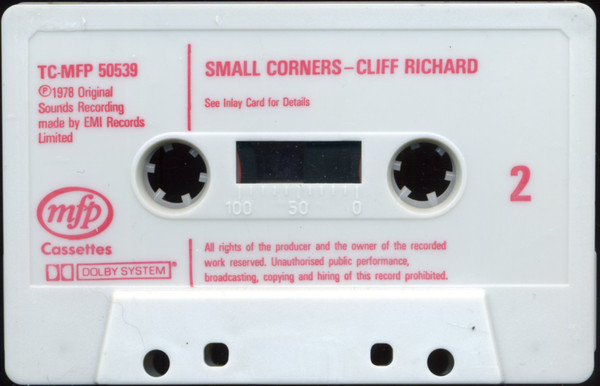 TC-MFP 50539
℗1978 Original
Sounds Recording
made by EMI Records
Limited
SMALL CORNERS–CLIFF RICHARD
See Inlay Card for Details
100 50 0
2
mfp
Cassettes
DOLBY SYSTEM
All rights of the producer and the owner of the recorded
work reserved. Unauthorised public performance,
broadcasting, copying and hiring of this record prohibited.